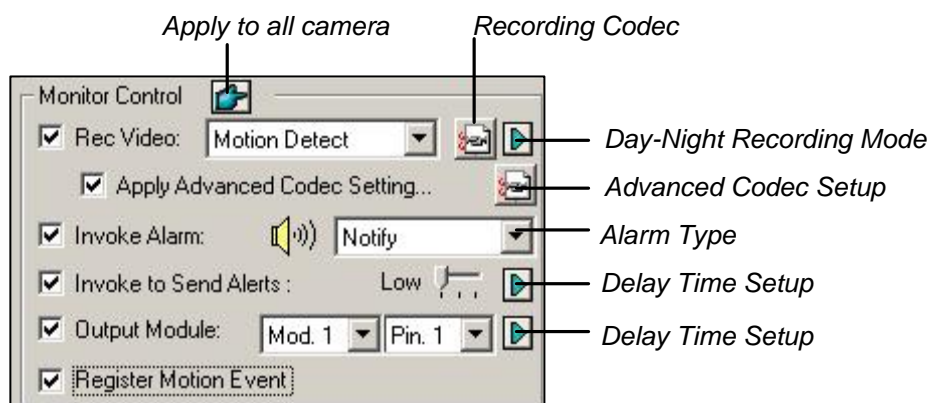 Apply to all camera Recording Codec
Monitor Control
Rec Video: Motion Detect Day-Night Recording Mode
Apply Advanced Codec Setting... Advanced Codec Setup
Invoke Alarm: Notify Alarm Type
Invoke to Send Alerts : Low Delay Time Setup
Output Module: Mod. 1 Pin. 1 Delay Time Setup
Register Motion Event